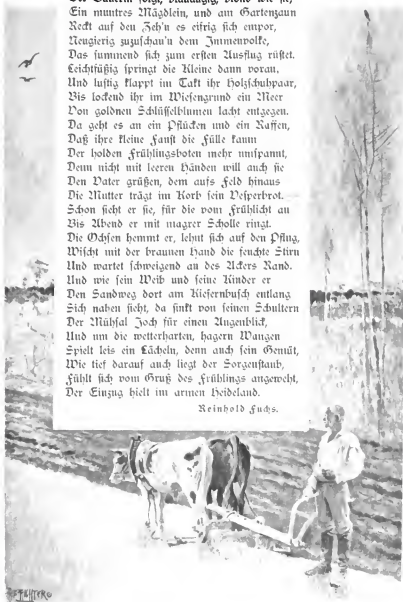 Die Bäuerin folgt, blauäugig, blond wie sie,
Ein muntres Mägdlein, und am Gartenzaun
Reckt auf den Zeh'n es eifrig sich empor,
Neugierig zuzuschau'n dem Immenvolke,
Das summend sich zum ersten Ausflug rüstet.
Leichtfüßig springt die Kleine dann voran,
Und lustig klappt im Takt ihr Holzschuhpaar,
Bis lockend ihr im Wiesengrund ein Meer
Von goldnen Schlüsselblumen lacht entgegen.
Da geht es an ein Pflücken und ein Raffen,
Daß ihre kleine Faust die Fülle kaum
Der holden Frühlingsboten mehr umspannt,
Denn nicht mit leeren Händen will auch sie
Den Vater grüßen, dem aufs Feld hinaus
Die Mutter trägt im Korb sein Vesperbrot.
Schon sieht er sie, für die vom Frühlicht an
Bis Abend er mit magrer Scholle ringt.
Die Ochsen hemmt er, lehnt sich auf den Pflug,
Wischt mit der braunen Hand die feuchte Stirn
Und wartet schweigend an des Ackers Rand.
Und wie sein Weib und seine Kinder er
Den Sandweg dort am Kiefernbusch entlang
Sich nahen sieht, da sinkt von seinen Schultern
Der Mühsal Joch für einen Augenblick,
Und um die wetterharten, hagern Wangen
Spielt leis ein Lächeln, denn auch sein Gemüt,
Wie tief darauf auch liegt der Sorgenstaub,
Fühlt sich vom Gruß des Frühlings angeweht,
Der Einzug hielt im armen Heideland.
Reinhold Fuchs.